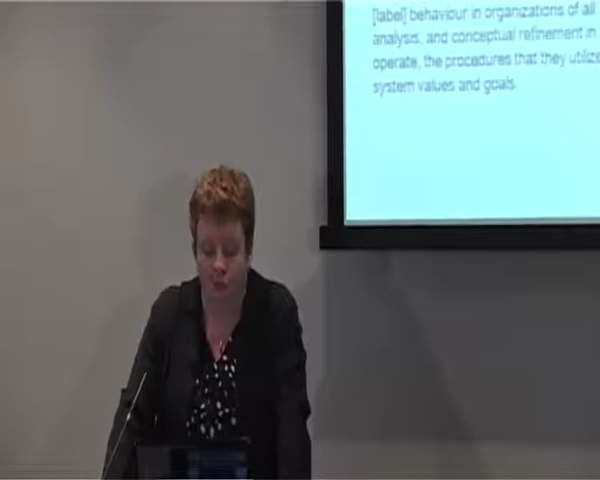 [label] behaviour in organizations of all
analysis, and conceptual refinement in
operate, the procedures that they utilize
system values and goals.